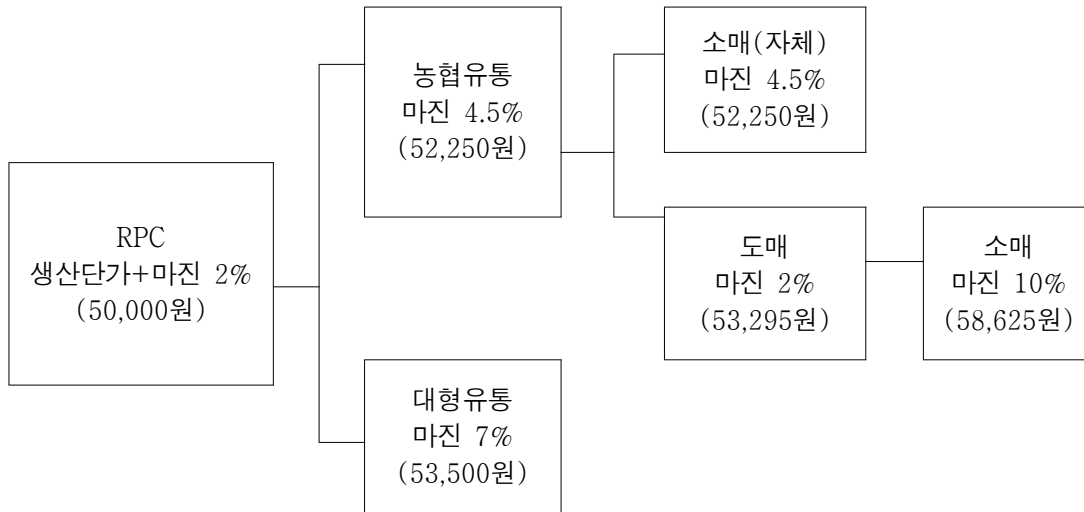 RPC
생산단가+마진 2%
(50,000원)
농협유통
마진 4.5%
(52,250원)
소매(자체)
마진 4.5%
(52,250원)
도매
마진 2%
(53,295원)
소매
마진 10%
(58,625원)
대형유통
마진 7%
(53,500원)